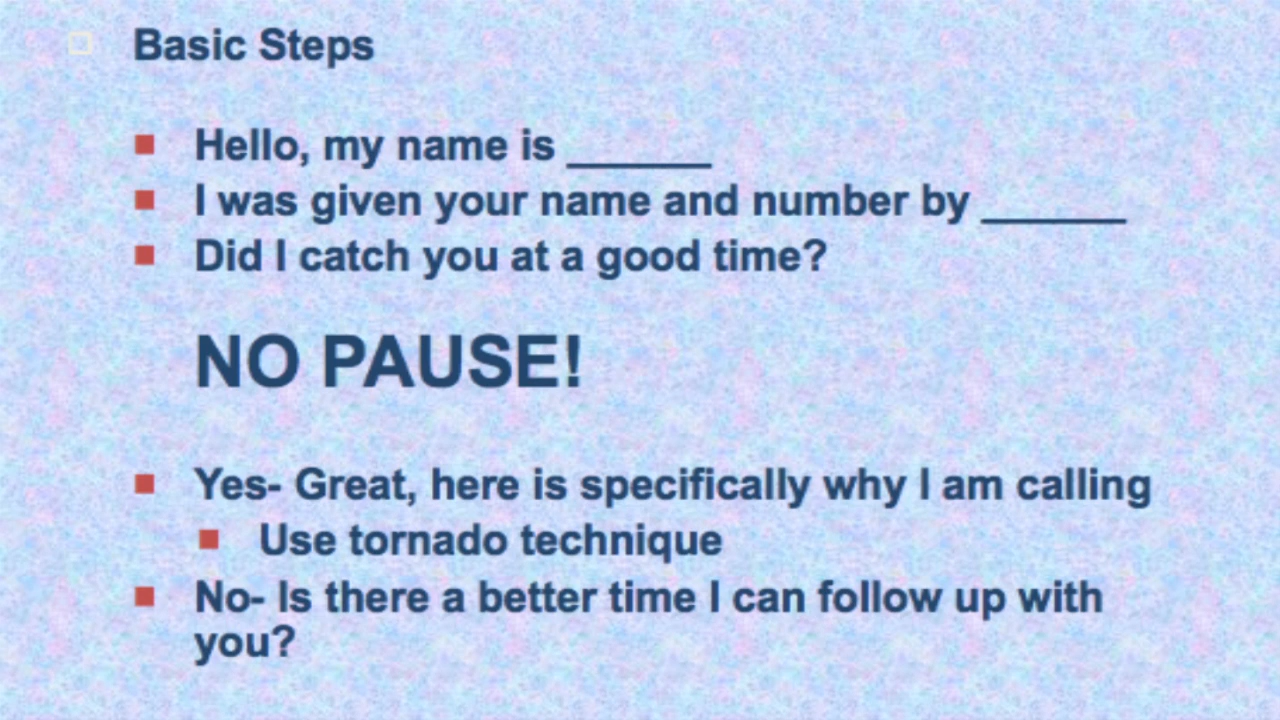 Basic Steps
Hello, my name is ______
I was given your name and number by ______
Did I catch you at a good time?
NO PAUSE!
Yes- Great, here is specifically why I am calling
Use tornado technique
No- Is there a better time I can follow up with
you?